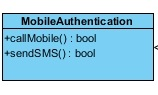 MobileAuthentication
+callMobile() : bool
+sendSMS() : bool